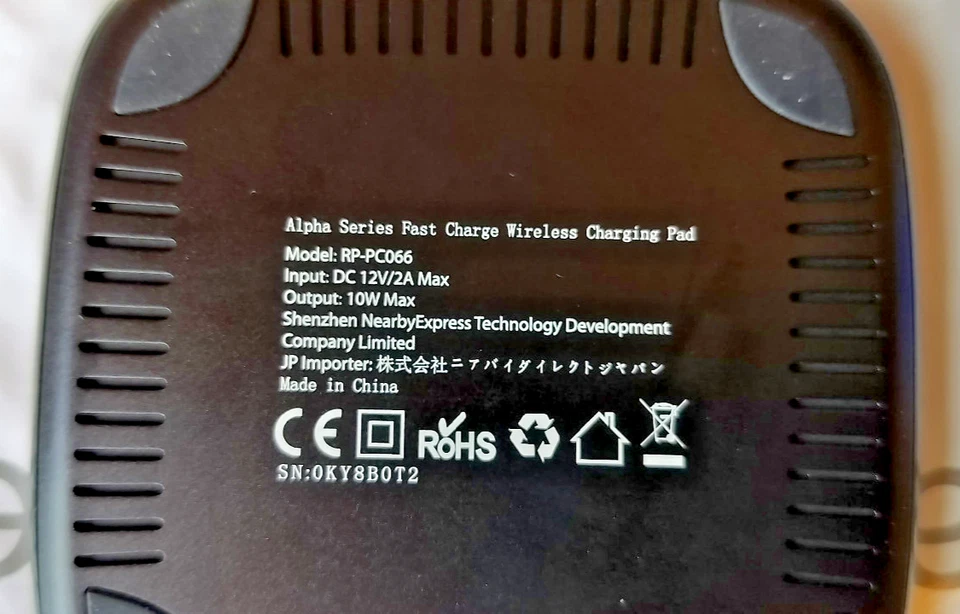 Alpha Series Fast Charge Wireless Charging Pad
Model: RP-PC066
Input: DC 12V/2A Max
Output: 10W Max
Shenzhen NearbyExpress Technology Development
Company Limited
JP Importer: 株式会社ニアバイダイレクトジャパン
Made in China
CE RoHS
SN:0KY8B0T2